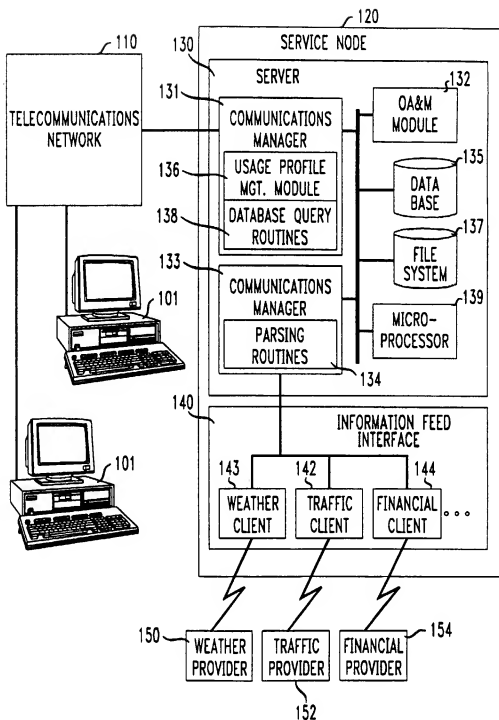 120
SERVICE NODE
110
130
SERVER
131
132
TELECOMMUNICATIONS
NETWORK
COMMUNICATIONS
MANAGER
OA&M
MODULE
136
USAGE PROFILE
MGT. MODULE
135
DATA
BASE
138
DATABASE QUERY
ROUTINES
137
FILE
SYSTEM
133
COMMUNICATIONS
MANAGER
139
MICRO-
PROCESSOR
101
PARSING
ROUTINES
134
140
INFORMATION FEED
INTERFACE
101
143
142
144
WEATHER
CLIENT
TRAFFIC
CLIENT
FINANCIAL
CLIENT
...
150
WEATHER
PROVIDER
TRAFFIC
PROVIDER
FINANCIAL
PROVIDER
154
152